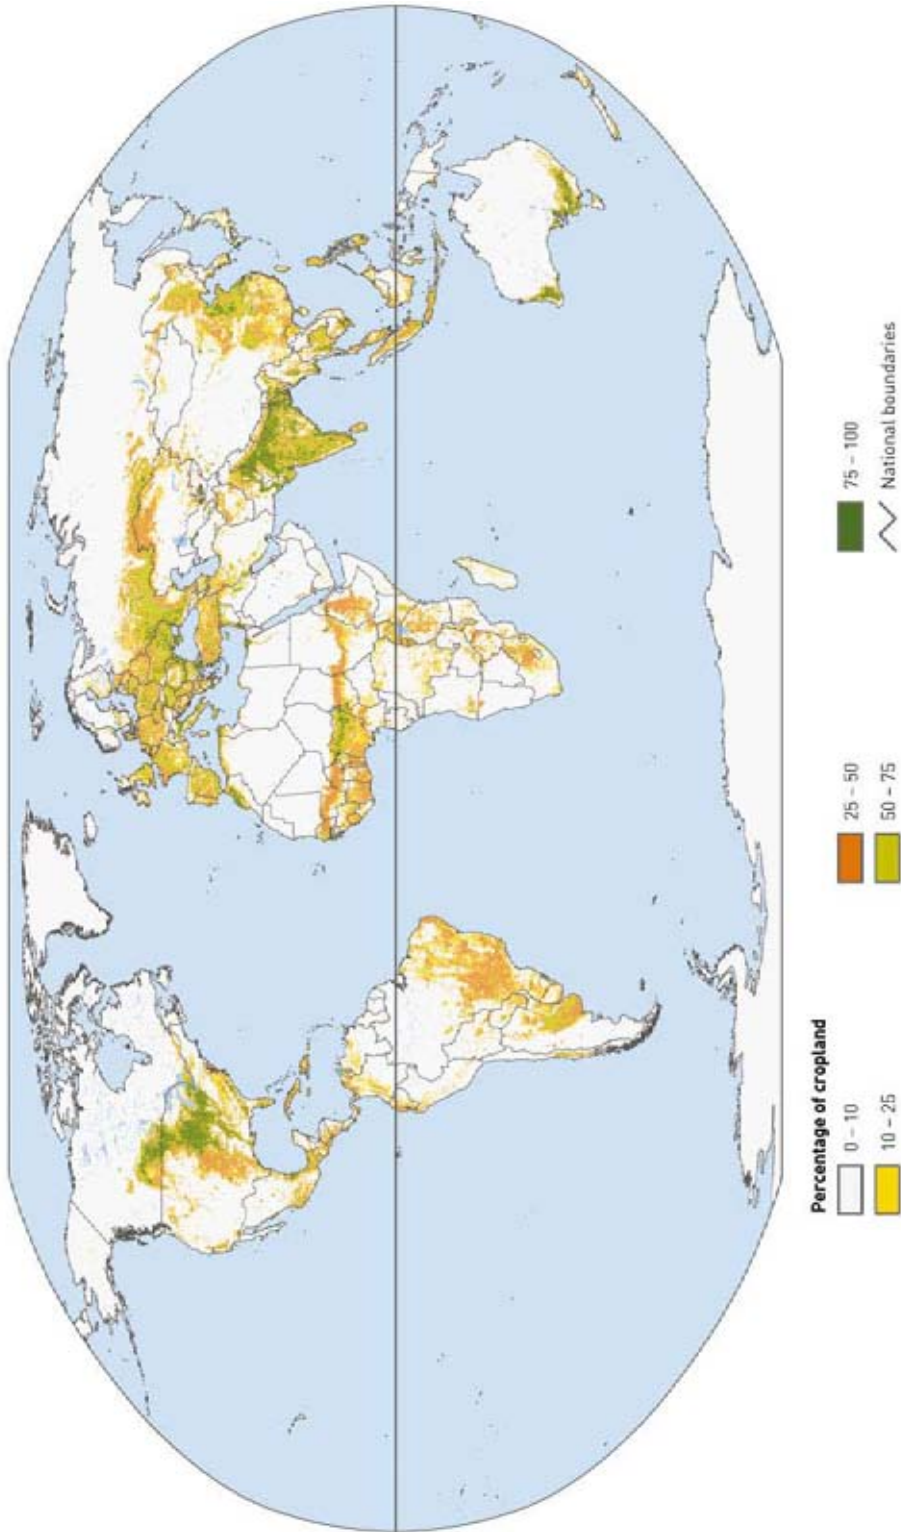 Percentage of cropland
0 – 10
10 – 25
25 – 50
50 – 75
75 – 100
National boundaries